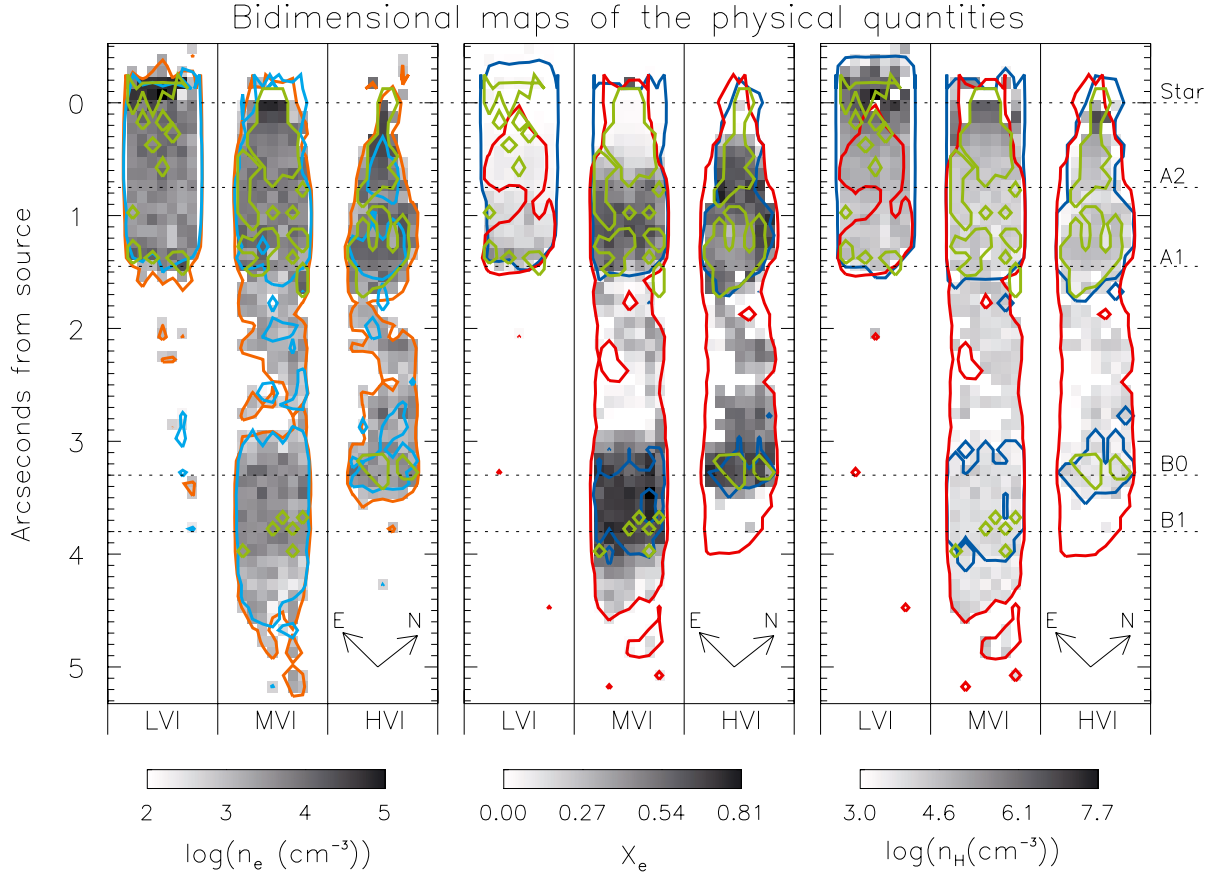 Bidimensional maps of the physical quantities
Arcseconds from source
0
1
2
3
4
5
Star
A2
A1
B0
B1
E N
E N
E N
LVI MVI HVI
LVI MVI HVI
LVI MVI HVI
2 3 4 5
log(nₑ (cm⁻³))
0.00 0.27 0.54 0.81
Xₑ
3.0 4.6 6.1 7.7
log(n_H(cm⁻³))